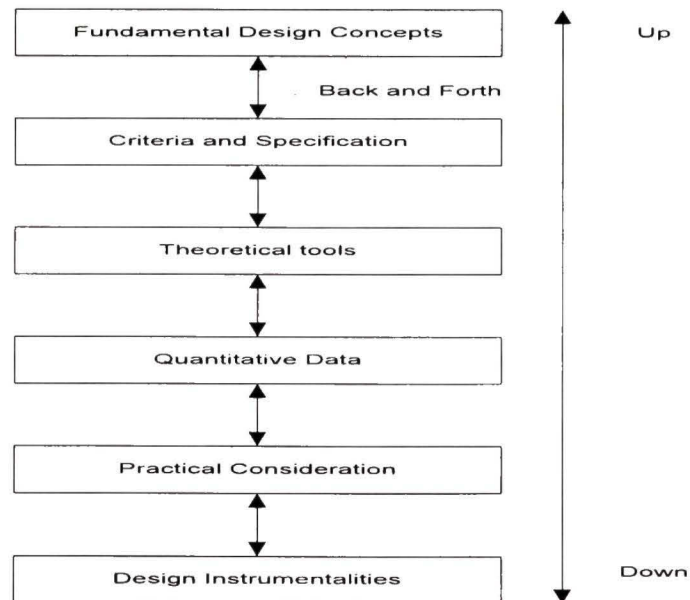 Fundamental Design Concepts
Up
Back and Forth
Criteria and Specification
Theoretical tools
Quantitative Data
Practical Consideration
Design Instrumentalities
Down